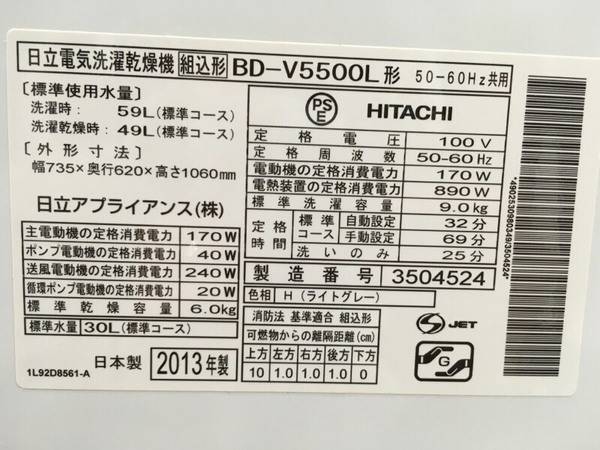 日立電気洗濯乾燥機 組込形 BD-V5500L形 50-60Hz共用
〔標準使用水量〕
洗濯時： 59L(標準コース)
洗濯乾燥時：49L(標準コース)
〔外形寸法〕
幅735×奥行620×高さ1060mm
日立アプライアンス(株)
主電動機の定格消費電力 170W
ポンプ電動機の定格消費電力 40W
送風電動機の定格消費電力 240W
循環ポンプ電動機の定格消費電力 20W
標準乾燥容量 6.0kg
標準水量 30L(標準コース)
日本製 2013年製
1L92D8561-A
PSE HITACHI
定格電圧 100V
定格周波数 50-60Hz
電動機の定格消費電力 170W
電熱装置の定格消費電力 890W
標準洗濯容量 9.0kg
定格時間 標準コース 自動設定 32分
手動設定 69分
洗いのみ 25分
製造番号 3504524
色相 H(ライトグレー)
消防法 基準適合 組込形
可燃物からの離隔距離(cm)
上方 左方 右方 後方 下方
10 1.0 1.0 1.0 0
S JET
G
*4902530980349/3504524*